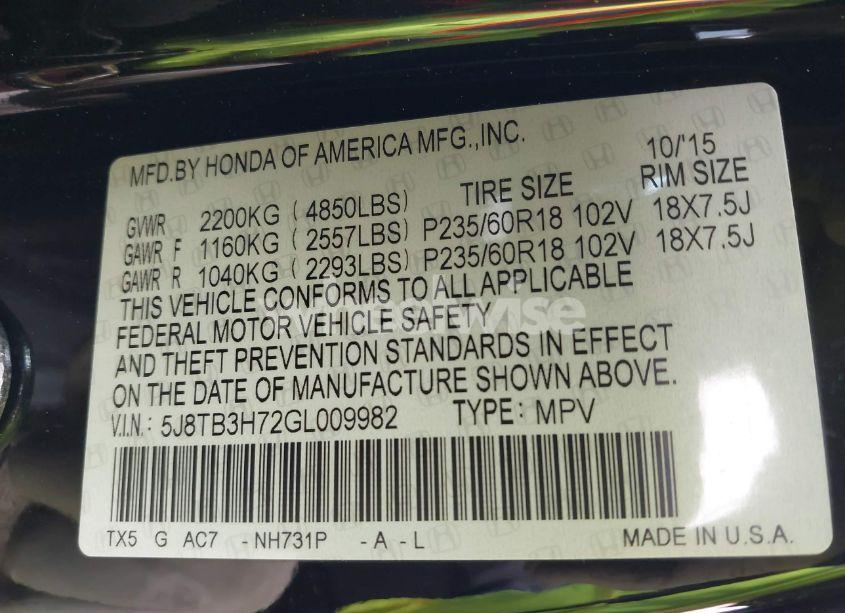 MFD.BY HONDA OF AMERICA MFG.,INC. 10/'15
TIRE SIZE RIM SIZE
GVWR 2200KG ( 4850LBS)
GAWR F 1160KG ( 2557LBS) P235/60R18 102V 18X7.5J
GAWR R 1040KG ( 2293LBS) P235/60R18 102V 18X7.5J
THIS VEHICLE CONFORMS TO ALL APPLICABLE
FEDERAL MOTOR VEHICLE SAFETY
AND THEFT PREVENTION STANDARDS IN EFFECT
ON THE DATE OF MANUFACTURE SHOWN ABOVE.
V.I.N.: 5J8TB3H72GL009982 TYPE: MPV
TX5 G AC7 -NH731P -A-L MADE IN U.S.A.